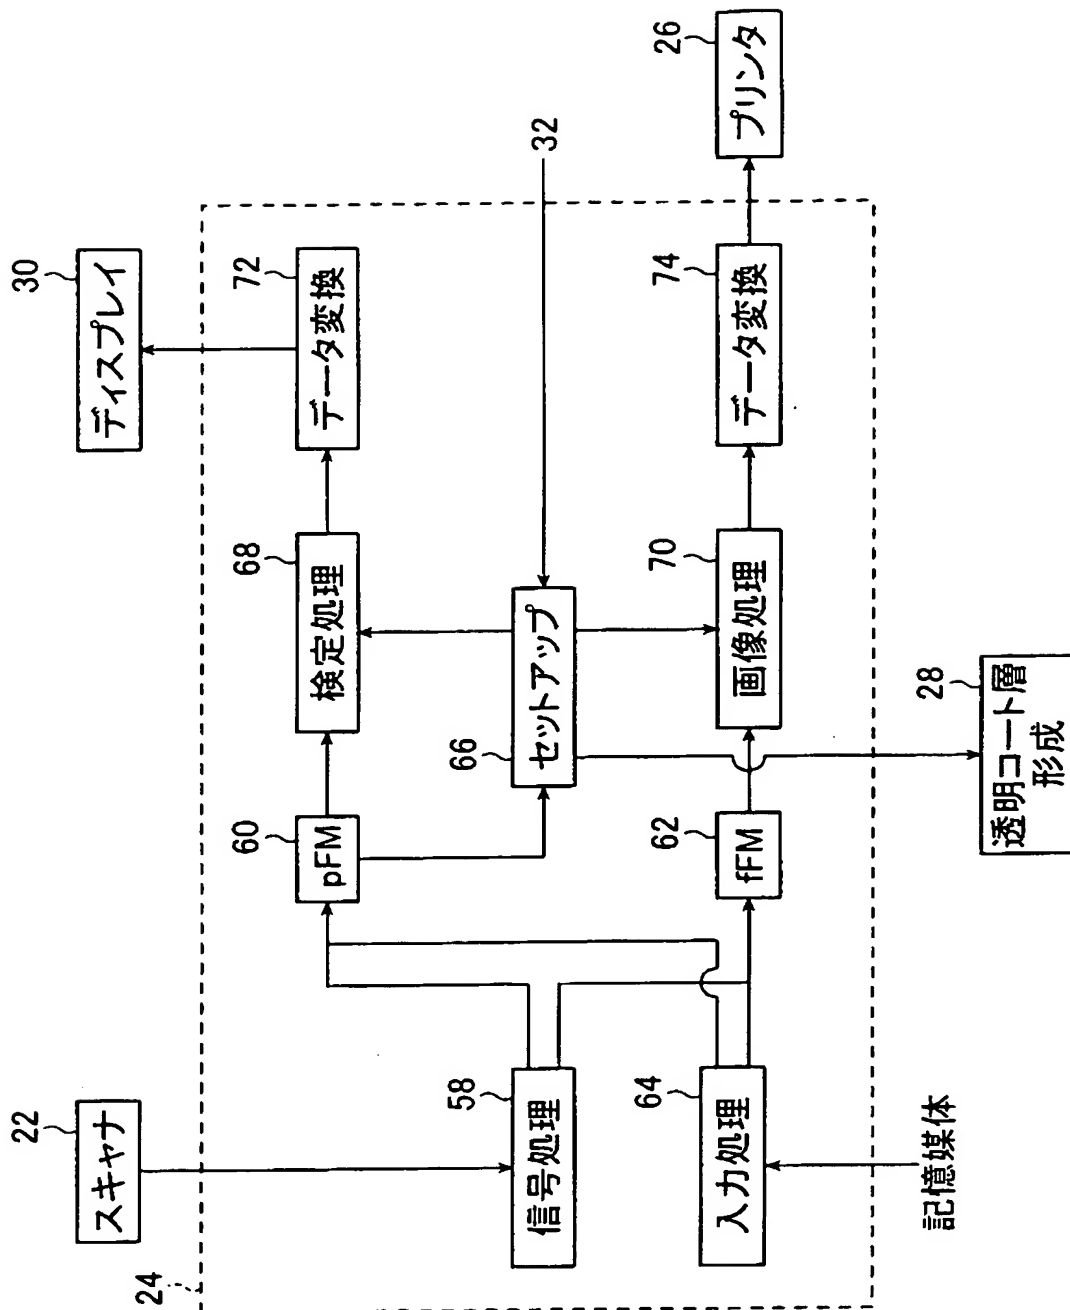 22
30
スキャナ
ディスプレイ
24
60
68
72
pFM
検定処理
データ変換
58
66
信号処理
セットアップ
32
64
62
70
74
26
入力処理
fFM
画像処理
データ変換
プリンタ
記憶媒体
28
透明コート層
形成